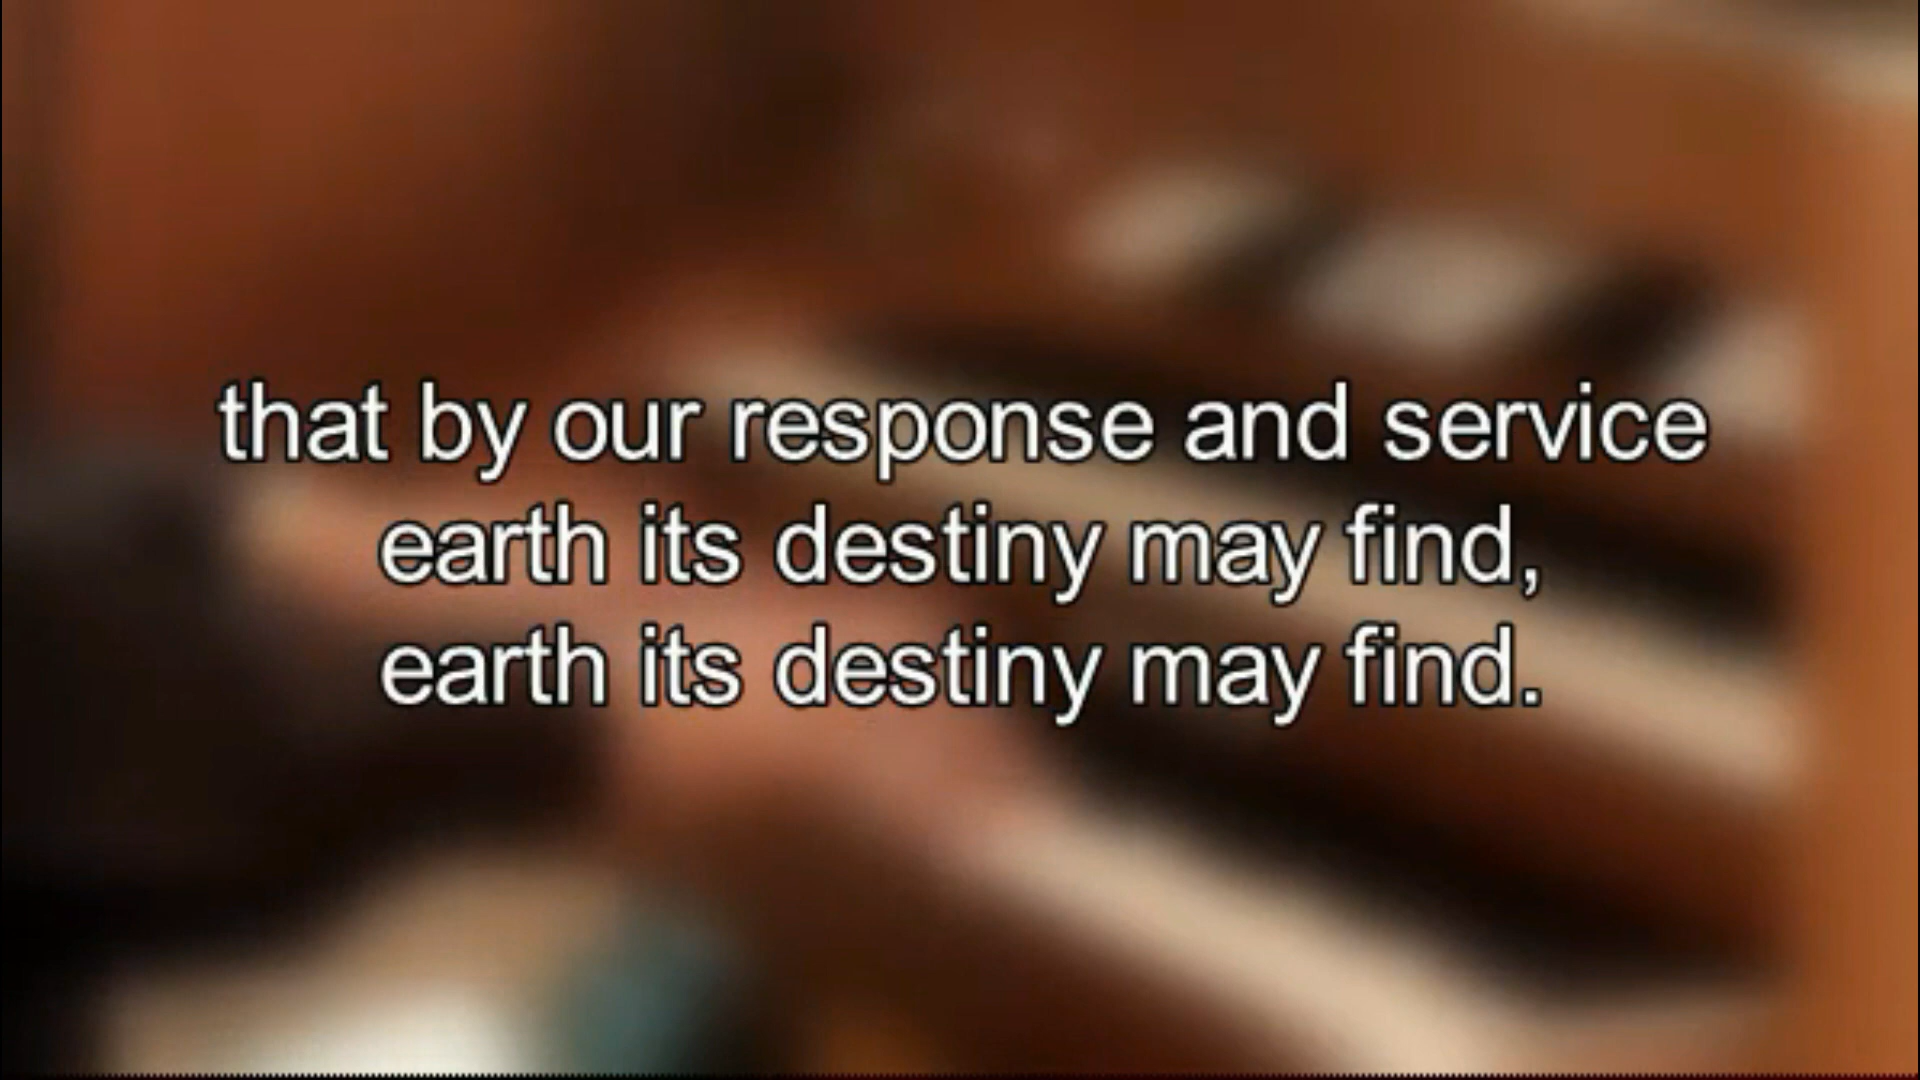 that by our response and service
earth its destiny may find,
earth its destiny may find.